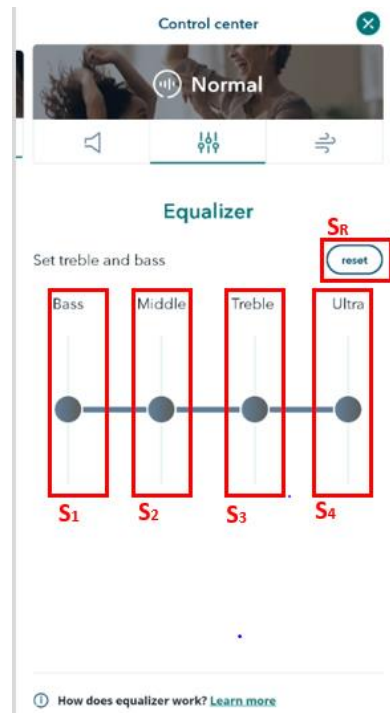 Control center
Normal
Equalizer
SR
Set treble and bass
reset
Bass Middle Treble Ultra
S1 S2 S3 S4
How does equalizer work? Learn more